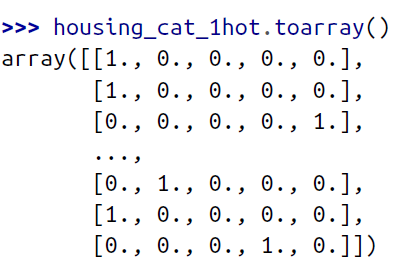 >>> housing_cat_1hot.toarray()
array([[1., 0., 0., 0., 0.],
       [1., 0., 0., 0., 0.],
       [0., 0., 0., 0., 1.],
       ...,
       [0., 1., 0., 0., 0.],
       [1., 0., 0., 0., 0.],
       [0., 0., 0., 1., 0.]])